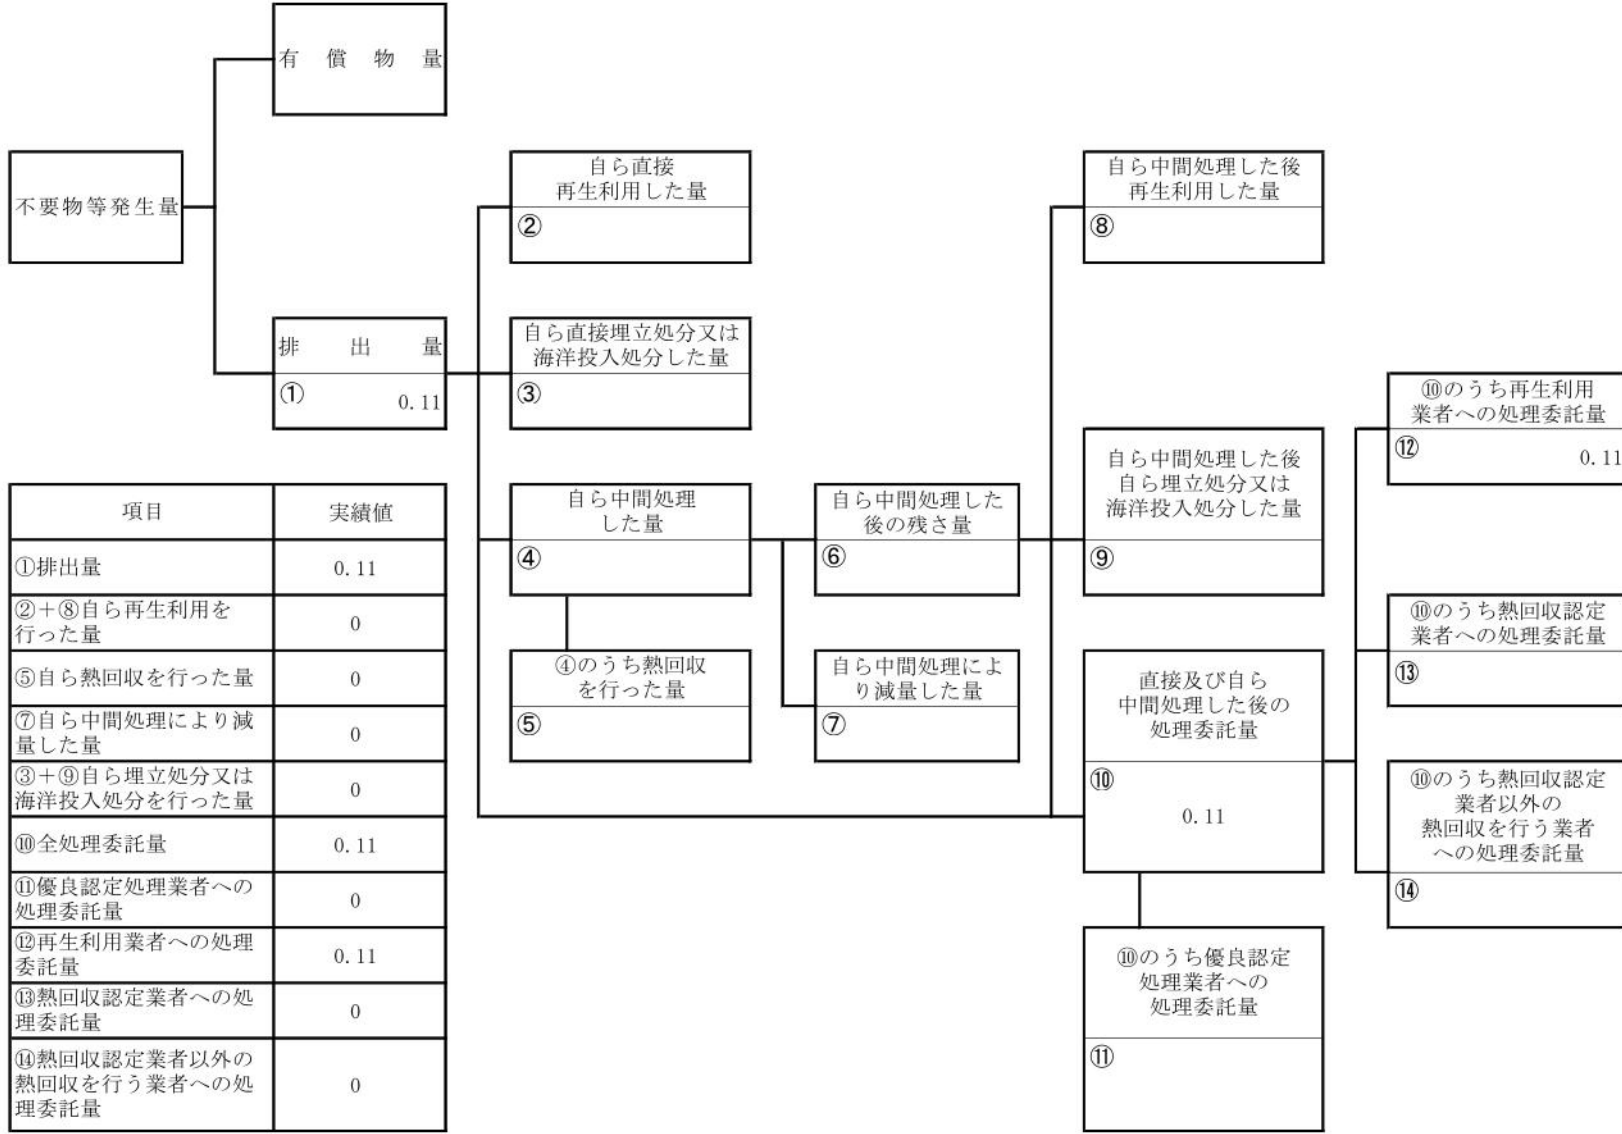 有償物量
不要物等発生量
排出量
①
0.11
自ら直接
再生利用した量
②
自ら直接埋立処分又は
海洋投入処分した量
③
自ら中間処理
した量
④
④のうち熱回収
を行った量
⑤
自ら中間処理した
後の残さ量
⑥
自ら中間処理によ
り減量した量
⑦
自ら中間処理した後
再生利用した量
⑧
自ら中間処理した後
自ら埋立処分又は
海洋投入処分した量
⑨
直接及び自ら
中間処理した後の
処理委託量
⑩
0.11
⑩のうち優良認定
処理業者への
処理委託量
⑪
⑩のうち再生利用
業者への処理委託量
⑫
0.11
⑩のうち熱回収認定
業者への処理委託量
⑬
⑩のうち熱回収認定
業者以外の
熱回収を行う業者
への処理委託量
⑭
項目 実績値
①排出量 0.11
②+⑧自ら再生利用を
行った量
0
⑤自ら熱回収を行った量 0
⑦自ら中間処理により減
量した量
0
③+⑨自ら埋立処分又は
海洋投入処分を行った量
0
⑩全処理委託量 0.11
⑪優良認定処理業者への
処理委託量
0
⑫再生利用業者への処理
委託量
0.11
⑬熱回収認定業者への処
理委託量
0
⑭熱回収認定業者以外の
熱回収を行う業者への処
理委託量
0